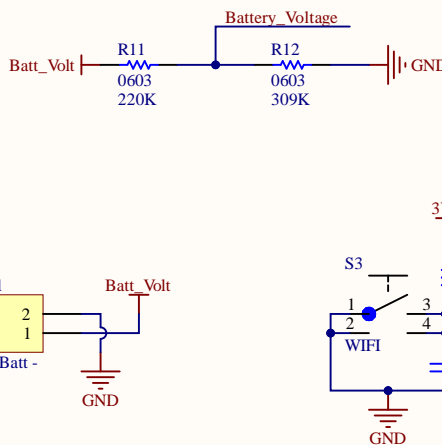 Battery_Voltage
R11
R12
Batt_Volt
GND
0603
0603
220K
309K
Batt_Volt
S3
2
1
1
3
2
4
Batt -
WIFI
GND
GND